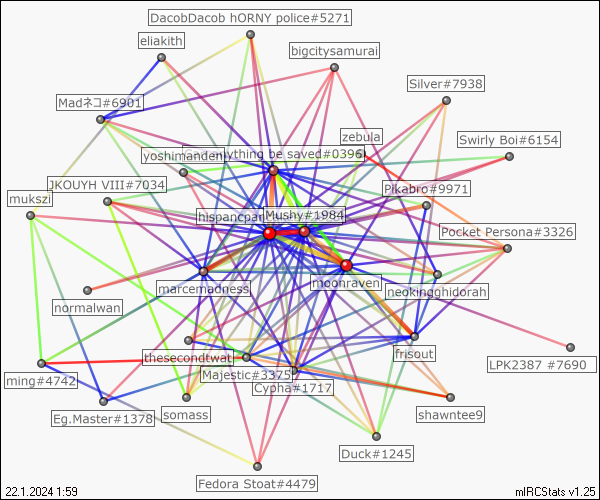 DacobDacob hORNY police#5271
eliakith
bigcitysamurai
Silver#7938
Madネコ#6901
zebula
Swirly Boi#6154
yoshimandem
anything be saved#0396
JKOUYH VIII#7034
Pikabro#9971
mukszi
hispancpan
Mushy#1984
Pocket Persona#3326
marcemadness
moonraven
neokingghidorah
normalwan
thesecondtwat
frisout
LPK2387 #7690
Majestic#3375
ming#4742
Cypha#1717
Eg.Master#1378
somass
shawntee9
Duck#1245
Fedora Stoat#4479
22.1.2024 1:59
mIRCStats v1.25